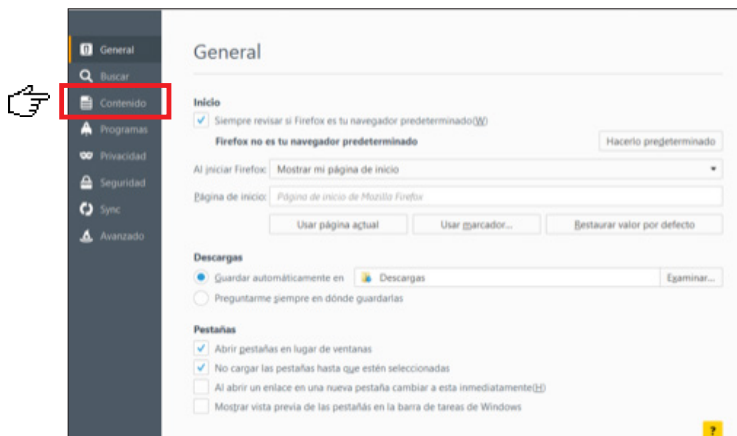 General
Buscar
Contenido
Programas
Privacidad
Seguridad
Sync
Avanzado
General
Inicio
Siempre revisar si Firefox es tu navegador predeterminado(W)
Firefox no es tu navegador predeterminado
Hacerlo predeterminado
Al iniciar Firefox: Mostrar mi página de inicio
Página de inicio: Página de inicio de Mozilla Firefox
Usar página actual Usar marcador... Restaurar valor por defecto
Descargas
Guardar automáticamente en Descargas Examinar...
Preguntarme siempre en dónde guardarlas
Pestañas
Abrir pestañas en lugar de ventanas
No cargar las pestañas hasta que estén seleccionadas
Al abrir un enlace en una nueva pestaña cambiar a esta inmediatamente(H)
Mostrar vista previa de las pestañas en la barra de tareas de Windows
?